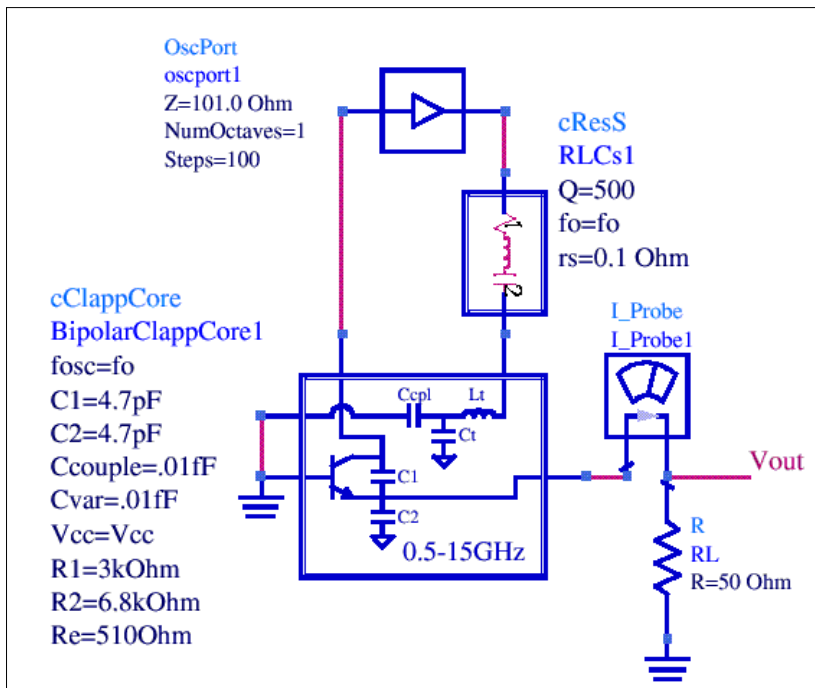 OscPort
oscport1
Z=101.0 Ohm
NumOctaves=1
Steps=100
cResS
RLCs1
Q=500
fo=fo
rs=0.1 Ohm
1
2
cClappCore
BipolarClappCore1
fosc=fo
C1=4.7pF
C2=4.7pF
Ccouple=.01fF
Cvar=.01fF
Vcc=Vcc
R1=3kOhm
R2=6.8kOhm
Re=510Ohm
Ccpl
Lt
Ct
C1
C2
0.5-15GHz
I_Probe
I_Probe1
Vout
R
RL
R=50 Ohm